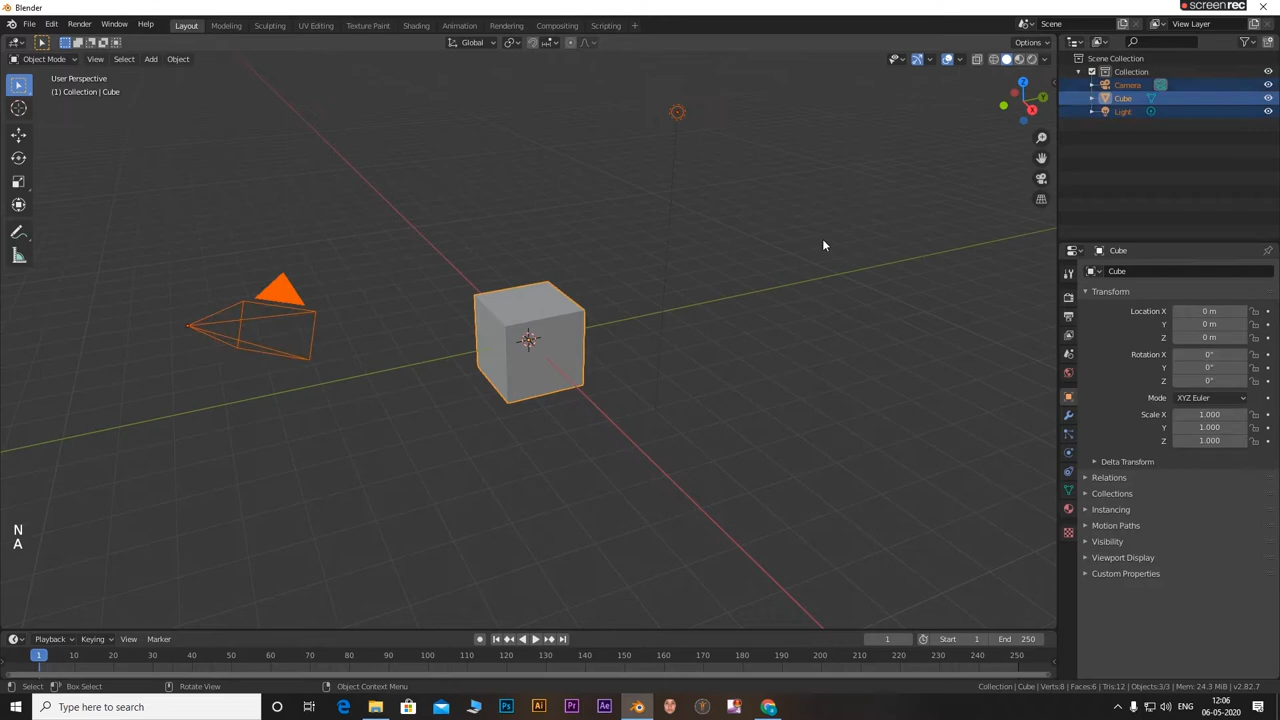 Blender
screenrec
File Edit Render Window Help Layout Modeling Sculpting UV Editing Texture Paint Shading Animation Rendering Compositing Scripting + Scene View Layer
Global Options
Object Mode View Select Add Object
User Perspective
(1) Collection | Cube
Z
Y
X
Scene Collection
Collection
Camera
Cube
Light
Cube
Cube
Transform
Location X 0 m
Y 0 m
Z 0 m
Rotation X 0°
Y 0°
Z 0°
Mode XYZ Euler
Scale X 1.000
Y 1.000
Z 1.000
Delta Transform
Relations
Collections
Instancing
Motion Paths
Visibility
Viewport Display
Custom Properties
N
A
Playback Keying View Marker 1 Start 1 End 250
1 10 20 30 40 50 60 70 80 90 100 110 120 130 140 150 160 170 180 190 200 210 220 230 240 250
Select Box Select Rotate View Object Context Menu Collection | Cube | Verts:8 | Faces:6 | Tris:12 | Objects:3/3 | Mem: 24.3 MiB | v2.82.7
Type here to search Ps Ai Pr Ae ENG 12:06
06-05-2020